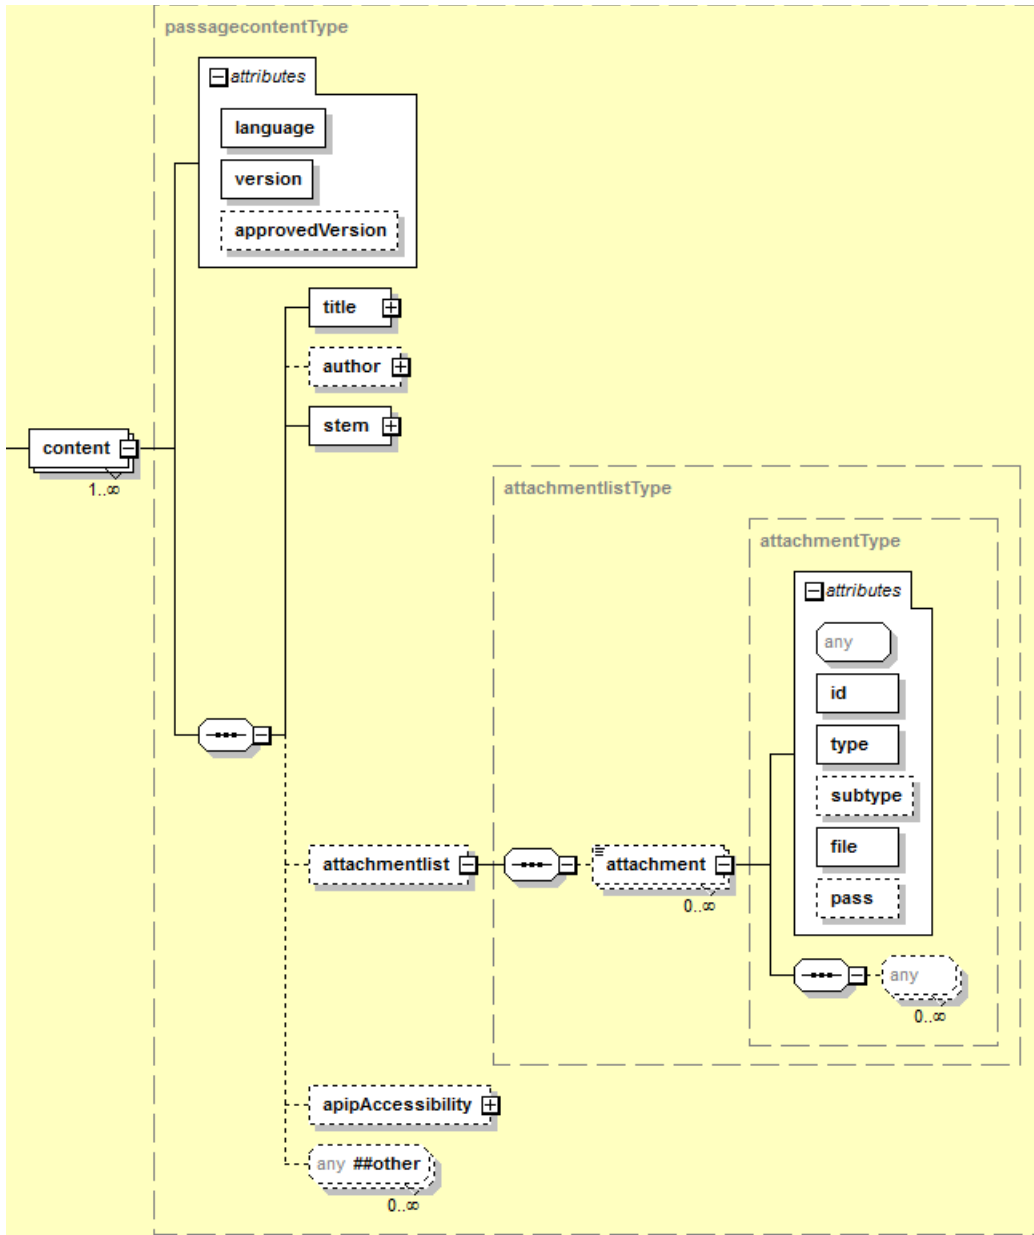 passagecontentType
attributes
language
version
approvedVersion
title
author
stem
content
1..∞
attachmentlistType
attachmentType
attributes
any
id
type
subtype
file
pass
attachmentlist
attachment
0..∞
any
0..∞
apipAccessibility
any ##other
0..∞